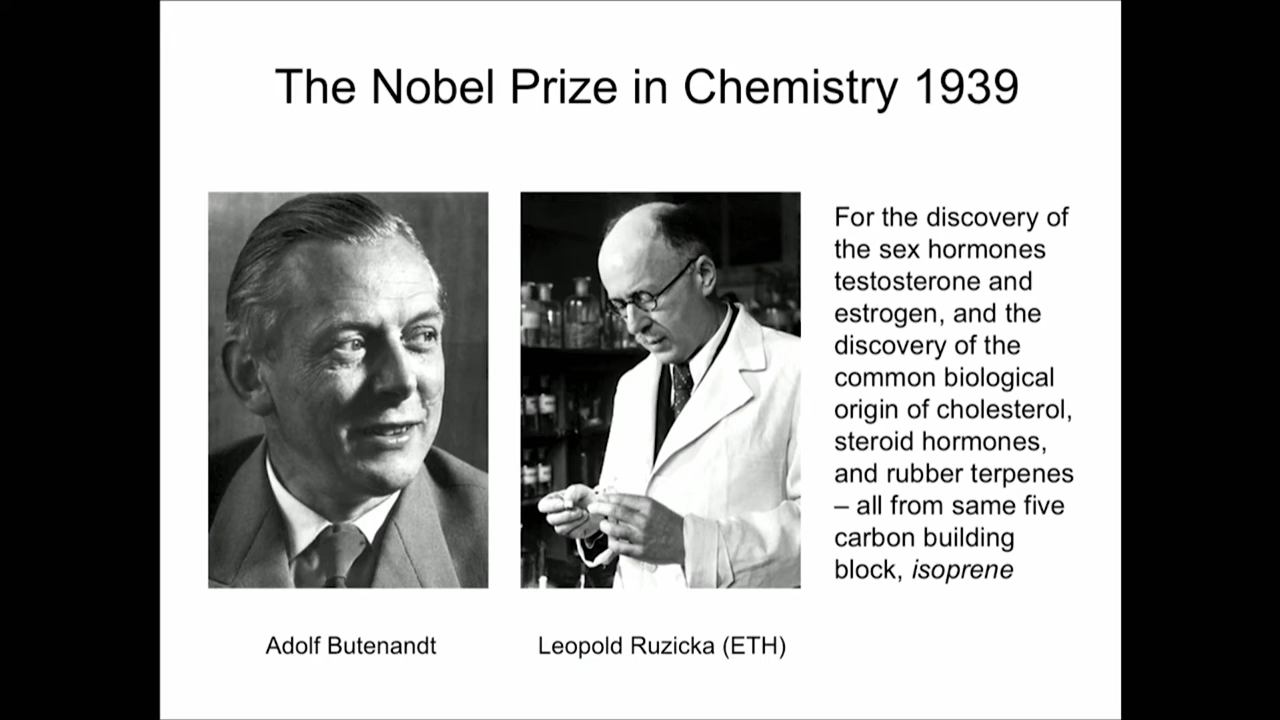 The Nobel Prize in Chemistry 1939
For the discovery of
the sex hormones
testosterone and
estrogen, and the
discovery of the
common biological
origin of cholesterol,
steroid hormones,
and rubber terpenes
– all from same five
carbon building
block, isoprene
Adolf Butenandt
Leopold Ruzicka (ETH)